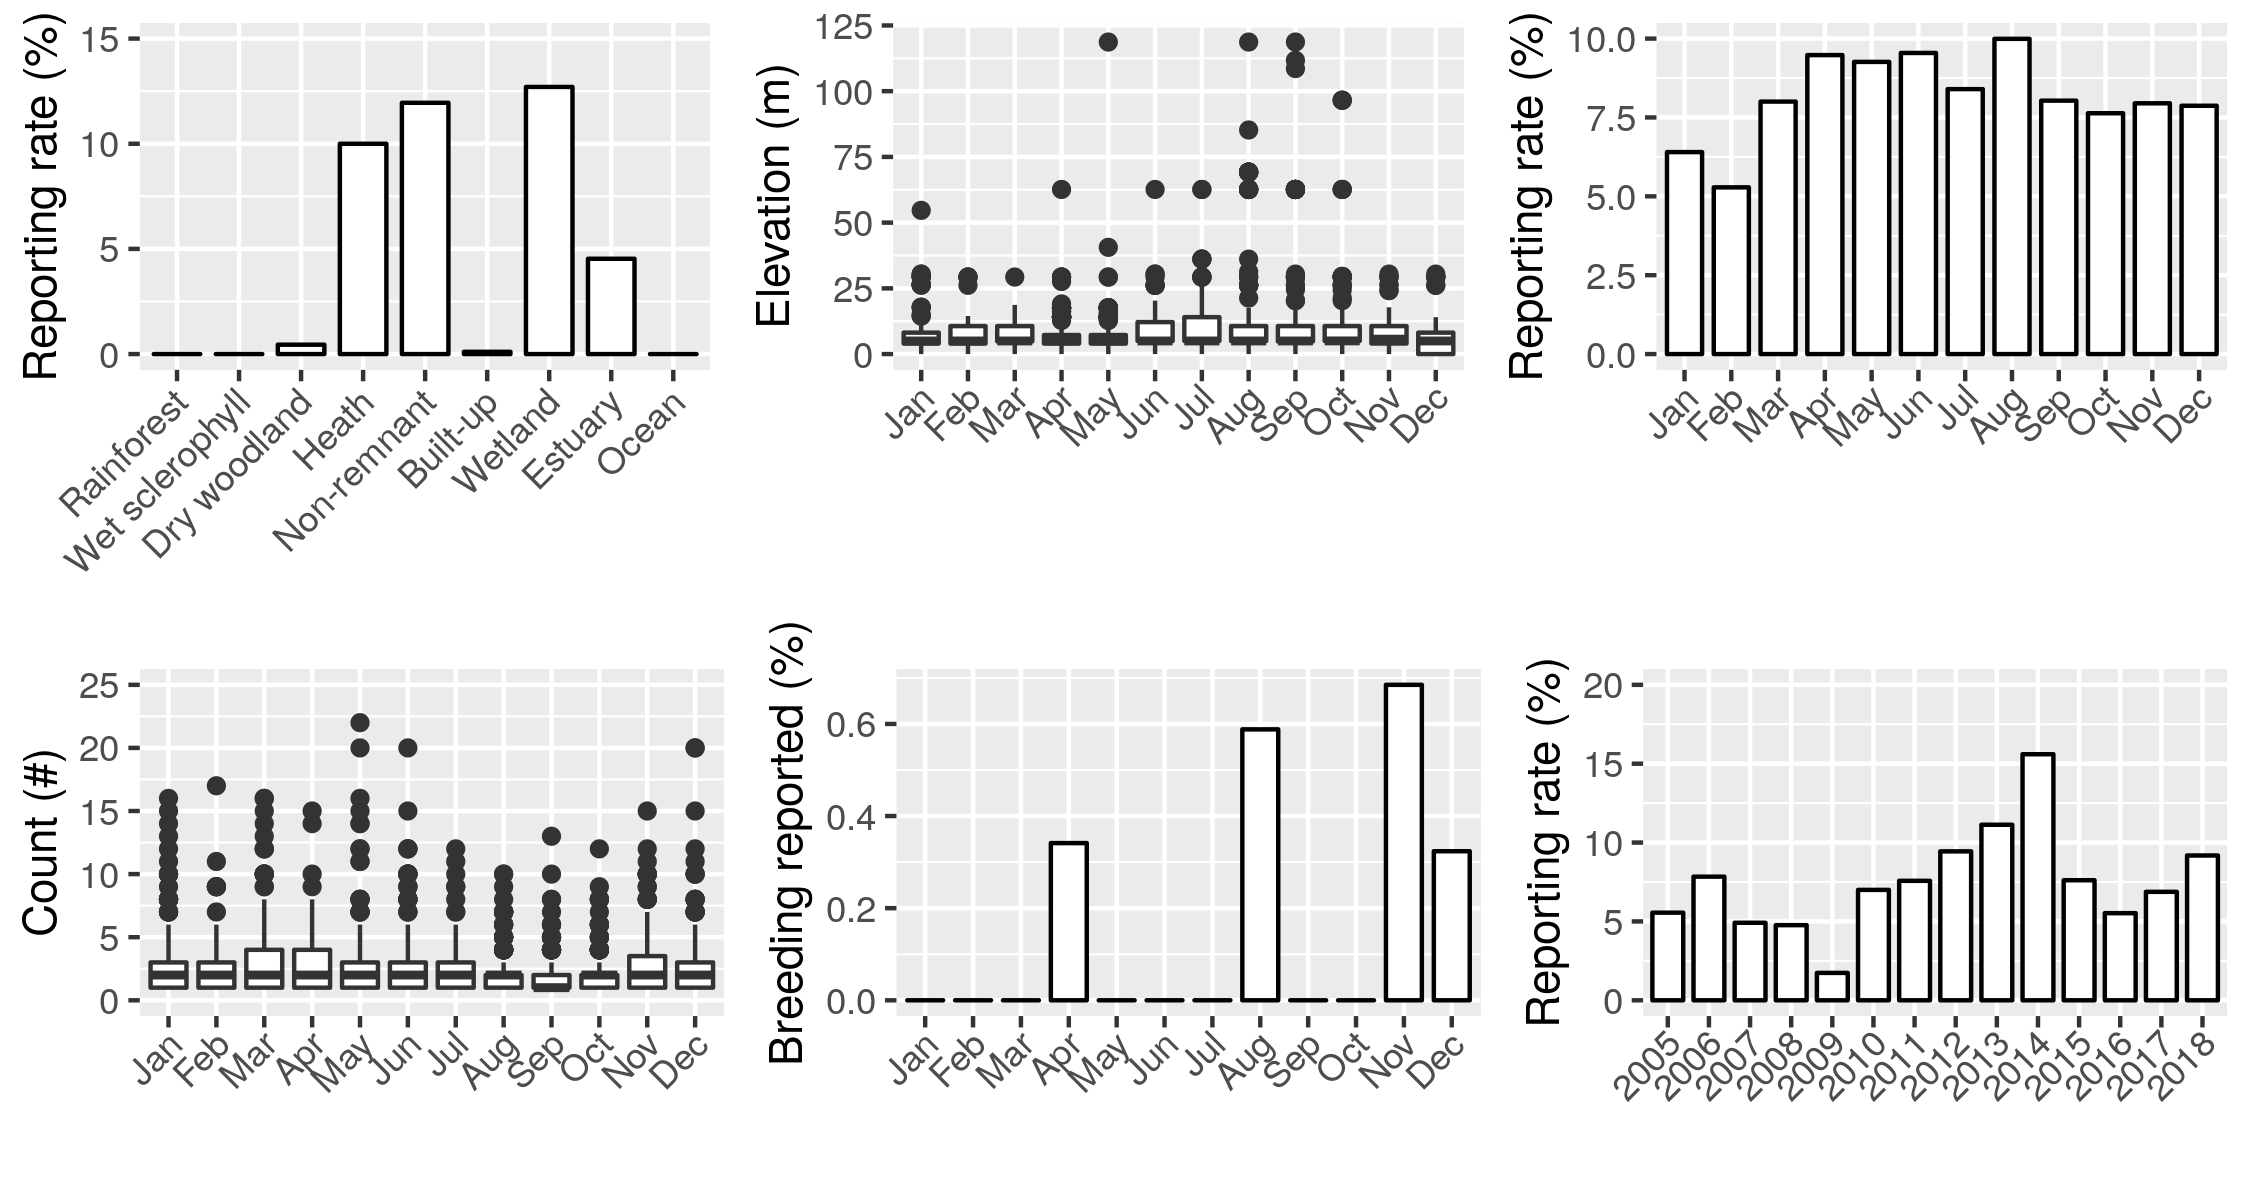 Reporting rate (%)
15
10
5
0
Rainforest
Wet sclerophyll
Dry woodland
Heath
Non-remnant
Built-up
Wetland
Estuary
Ocean
Elevation (m)
125
100
75
50
25
0
Jan
Feb
Mar
Apr
May
Jun
Jul
Aug
Sep
Oct
Nov
Dec
Reporting rate (%)
10.0
7.5
5.0
2.5
0.0
Jan
Feb
Mar
Apr
May
Jun
Jul
Aug
Sep
Oct
Nov
Dec
Count (#)
25
20
15
10
5
0
Jan
Feb
Mar
Apr
May
Jun
Jul
Aug
Sep
Oct
Nov
Dec
Breeding reported (%)
0.6
0.4
0.2
0.0
Jan
Feb
Mar
Apr
May
Jun
Jul
Aug
Sep
Oct
Nov
Dec
Reporting rate (%)
20
15
10
5
0
2005
2006
2007
2008
2009
2010
2011
2012
2013
2014
2015
2016
2017
2018